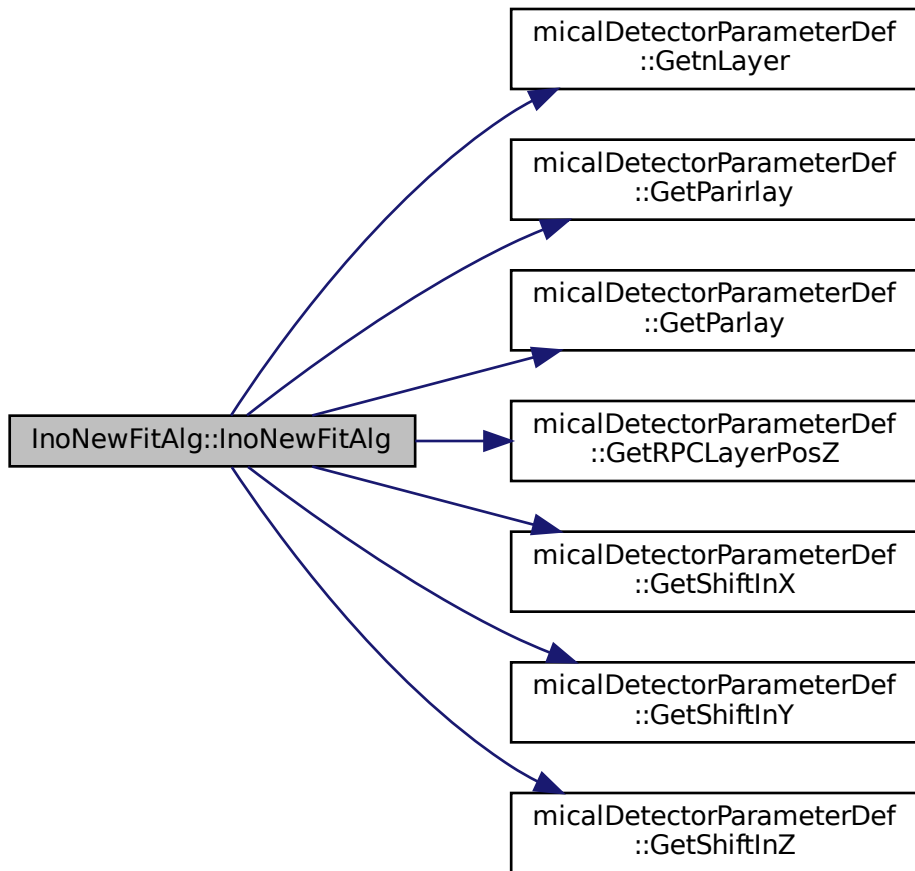 micalDetectorParameterDef
::GetnLayer
micalDetectorParameterDef
::GetParirlay
micalDetectorParameterDef
::GetParlay
InoNewFitAlg::InoNewFitAlg
micalDetectorParameterDef
::GetRPCLayerPosZ
micalDetectorParameterDef
::GetShiftInX
micalDetectorParameterDef
::GetShiftInY
micalDetectorParameterDef
::GetShiftInZ